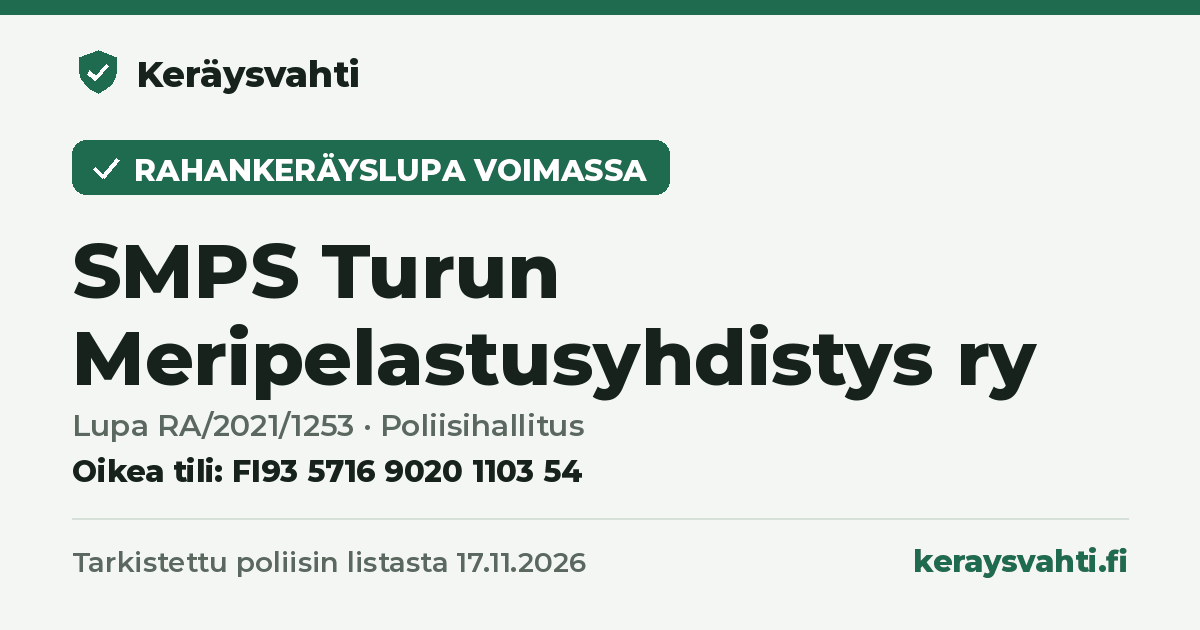 Keräysvahti
RAHANKERÄYSLUPA VOIMASSA
SMPS Turun
Meripelastusyhdistys ry
Lupa RA/2021/1253 · Poliisihallitus
Oikea tili: FI93 5716 9020 1103 54
Tarkistettu poliisin listasta 17.11.2026
keraysvahti.fi